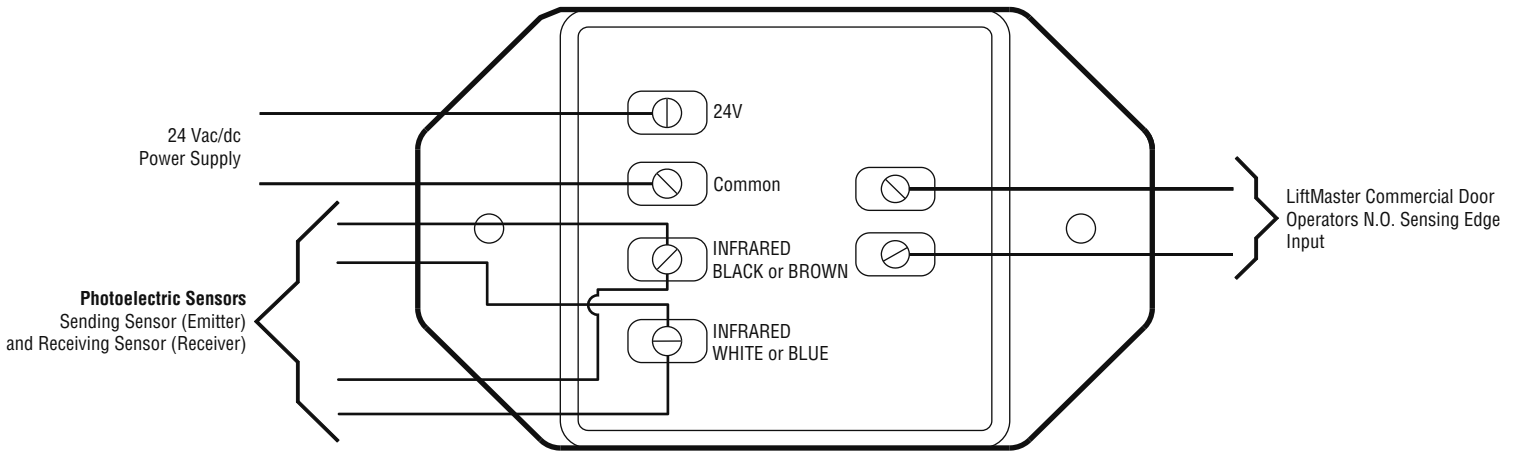 24V
24 Vac/dc
Power Supply
Common
LiftMaster Commercial Door
Operators N.O. Sensing Edge
Input
INFRARED
BLACK or BROWN
Photoelectric Sensors
Sending Sensor (Emitter)
and Receiving Sensor (Receiver)
INFRARED
WHITE or BLUE